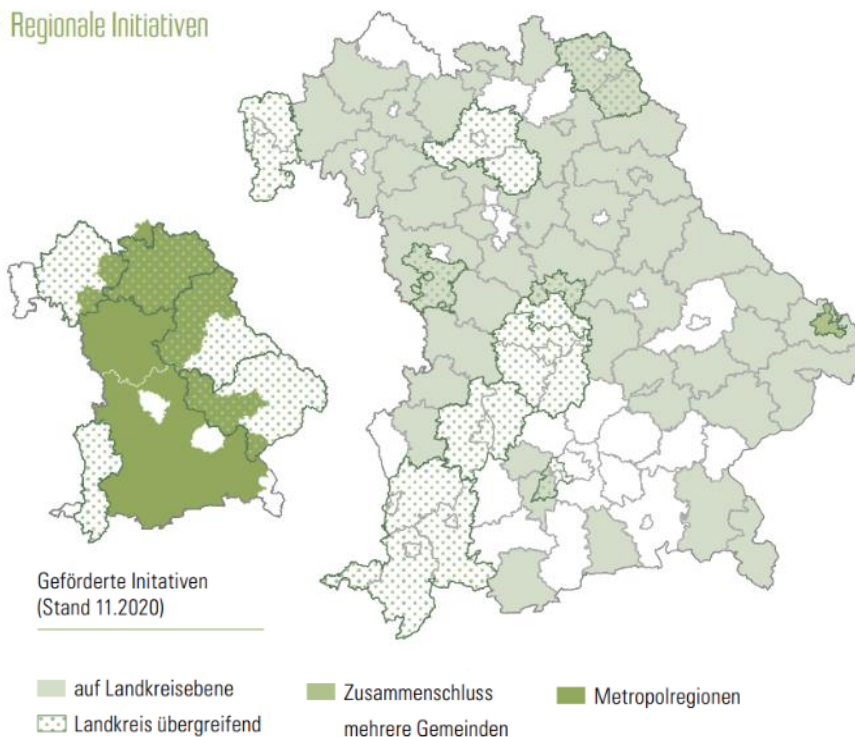 Regionale Initiativen
Geförderte Initativen
(Stand 11.2020)
auf Landkreisebene
Landkreis übergreifend
Zusammenschluss
mehrere Gemeinden
Metropolregionen